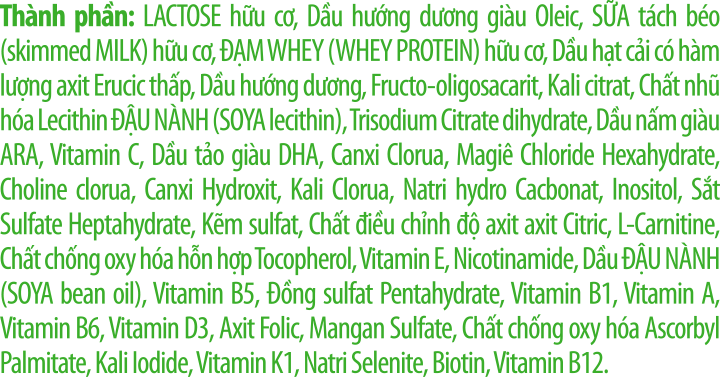 Thành phần: LACTOSE hữu cơ, Dầu hướng dương giàu Oleic, SỮA tách béo
(skimmed MILK) hữu cơ, ĐẠM WHEY (WHEY PROTEIN) hữu cơ, Dầu hạt cải có hàm
lượng axit Erucic thấp, Dầu hướng dương, Fructo-oligosacarit, Kali citrat, Chất nhũ
hóa Lecithin ĐẬU NÀNH (SOYA lecithin), Trisodium Citrate dihydrate, Dầu nấm giàu
ARA, Vitamin C, Dầu tảo giàu DHA, Canxi Clorua, Magiê Chloride Hexahydrate,
Choline clorua, Canxi Hydroxit, Kali Clorua, Natri hydro Cacbonat, Inositol, Sắt
Sulfate Heptahydrate, Kẽm sulfat, Chất điều chỉnh độ axit axit Citric, L-Carnitine,
Chất chống oxy hóa hỗn hợp Tocopherol, Vitamin E, Nicotinamide, Dầu ĐẬU NÀNH
(SOYA bean oil), Vitamin B5, Đồng sulfat Pentahydrate, Vitamin B1, Vitamin A,
Vitamin B6, Vitamin D3, Axit Folic, Mangan Sulfate, Chất chống oxy hóa Ascorbyl
Palmitate, Kali Iodide, Vitamin K1, Natri Selenite, Biotin, Vitamin B12.